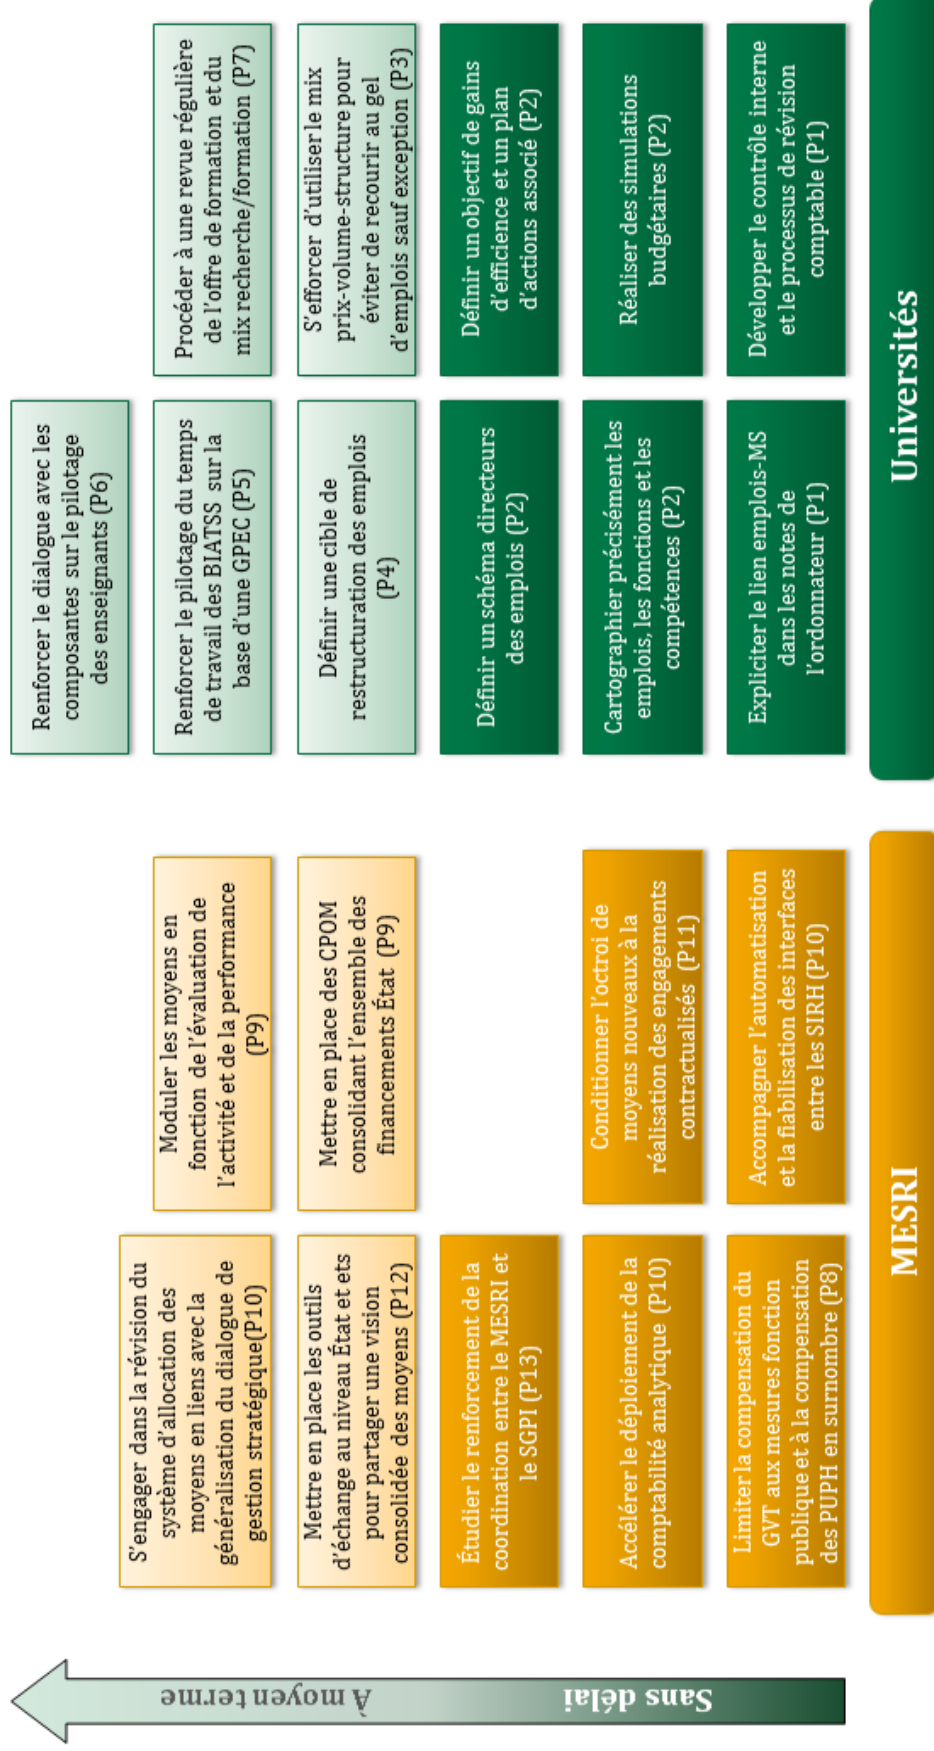 À moyen terme
Sans délai
S'engager dans la révision du
système d'allocation des
moyens en liens avec la
généralisation du dialogue de
gestion stratégique(P10)
Moduler les moyens en
fonction de l'évaluation de
l'activité et de la performance
(P9)
Mettre en place les outils
d'échange au niveau État et ets
pour partager une vision
consolidée des moyens (P12)
Mettre en place des CPOM
consolidant l'ensemble des
financements État (P9)
Étudier le renforcement de la
coordination entre le MESRI et
le SGPI (P13)
Accélérer le déploiement de la
comptabilité analytique (P10)
Conditionner l'octroi de
moyens nouveaux à la
réalisation des engagements
contractualisés (P11)
Limiter la compensation du
GVT aux mesures fonction
publique et à la compensation
des PUPH en surnombre (P8)
Accompagner l'automatisation
et la fiabilisation des interfaces
entre les SIRH (P10)
MESRI
Renforcer le dialogue avec les
composantes sur le pilotage
des enseignants (P6)
Renforcer le pilotage du temps
de travail des BIATSS sur la
base d'une GPEC (P5)
Procéder à une revue régulière
de l'offre de formation et du
mix recherche/formation (P7)
Définir une cible de
restructuration des emplois
(P4)
S'efforcer d'utiliser le mix
prix-volume-structure pour
éviter de recourir au gel
d'emplois sauf exception (P3)
Définir un schéma directeurs
des emplois (P2)
Définir un objectif de gains
d'efficience et un plan
d'actions associé (P2)
Cartographier précisément les
emplois, les fonctions et les
compétences (P2)
Réaliser des simulations
budgétaires (P2)
Expliciter le lien emplois-MS
dans les notes de
l'ordonnateur (P1)
Développer le contrôle interne
et le processus de révision
comptable (P1)
Universités